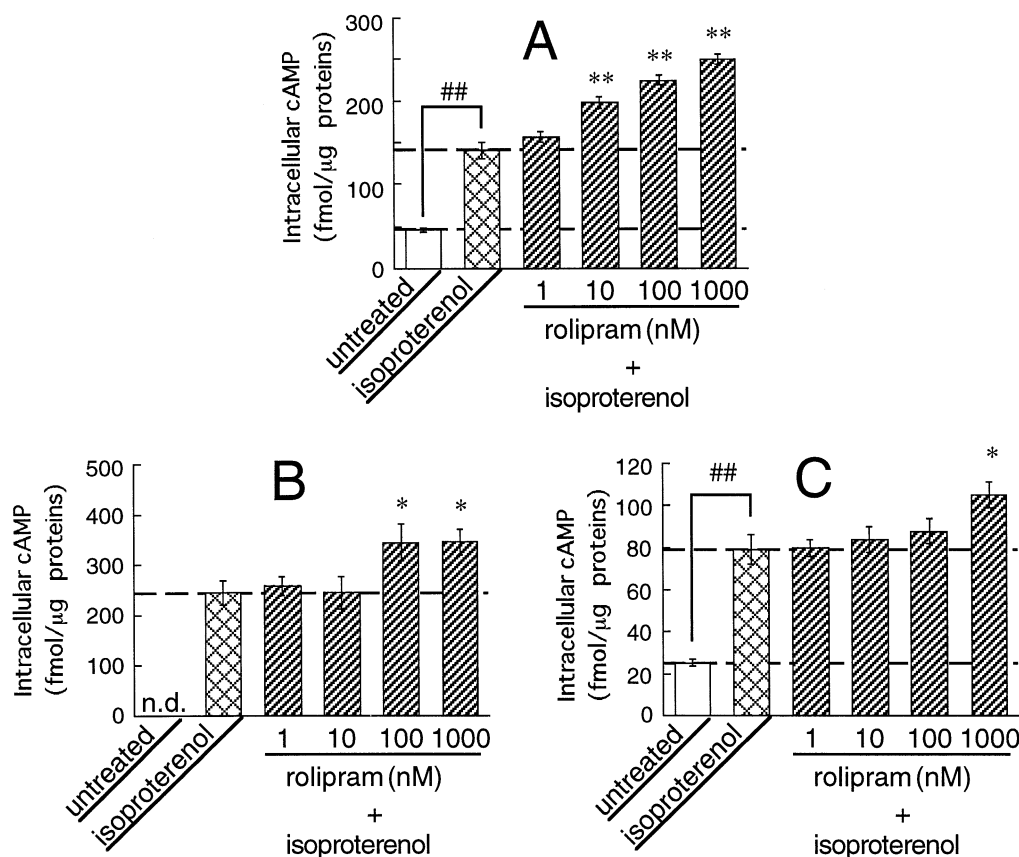 A
Intracellular cAMP
(fmol/μg proteins)
300
200
100
0
##
**
**
**
untreated
isoproterenol
1 10 100 1000
rolipram (nM)
+
isoproterenol
B
Intracellular cAMP
(fmol/μg proteins)
500
400
300
200
100
0
n.d.
*
*
untreated
isoproterenol
1 10 100 1000
rolipram (nM)
+
isoproterenol
C
Intracellular cAMP
(fmol/μg proteins)
120
100
80
60
40
20
0
##
*
untreated
isoproterenol
1 10 100 1000
rolipram (nM)
+
isoproterenol